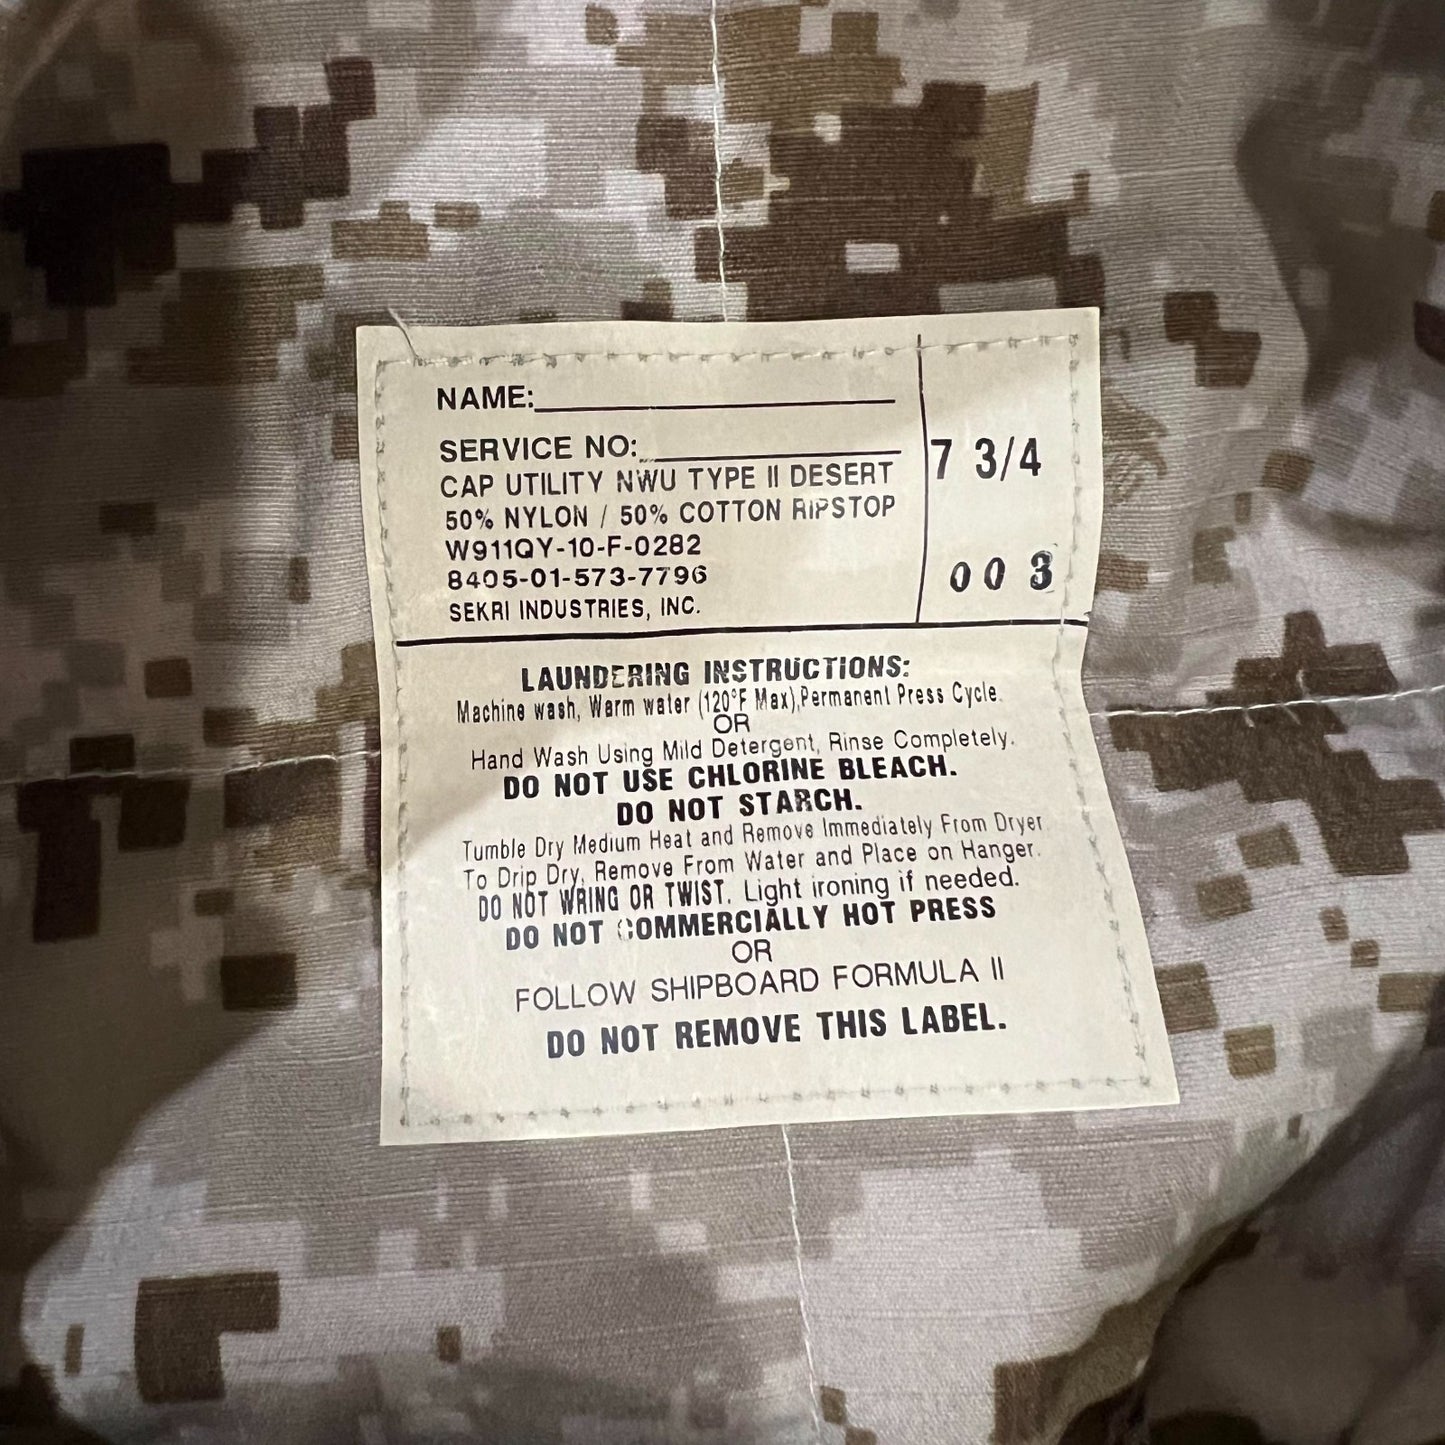 NAME:
SERVICE NO:
CAP UTILITY NWU TYPE II DESERT
50% NYLON / 50% COTTON RIPSTOP
W911QY-10-F-0282
8405-01-573-7796
SEKRI INDUSTRIES, INC.
7 3/4
003
LAUNDERING INSTRUCTIONS:
Machine wash, Warm water (120°F Max),Permanent Press Cycle.
OR
Hand Wash Using Mild Detergent, Rinse Completely.
DO NOT USE CHLORINE BLEACH.
DO NOT STARCH.
Tumble Dry Medium Heat and Remove Immediately From Dryer
To Drip Dry, Remove From Water and Place on Hanger.
DO NOT WRING OR TWIST. Light ironing if needed.
DO NOT COMMERCIALLY HOT PRESS
OR
FOLLOW SHIPBOARD FORMULA II
DO NOT REMOVE THIS LABEL.